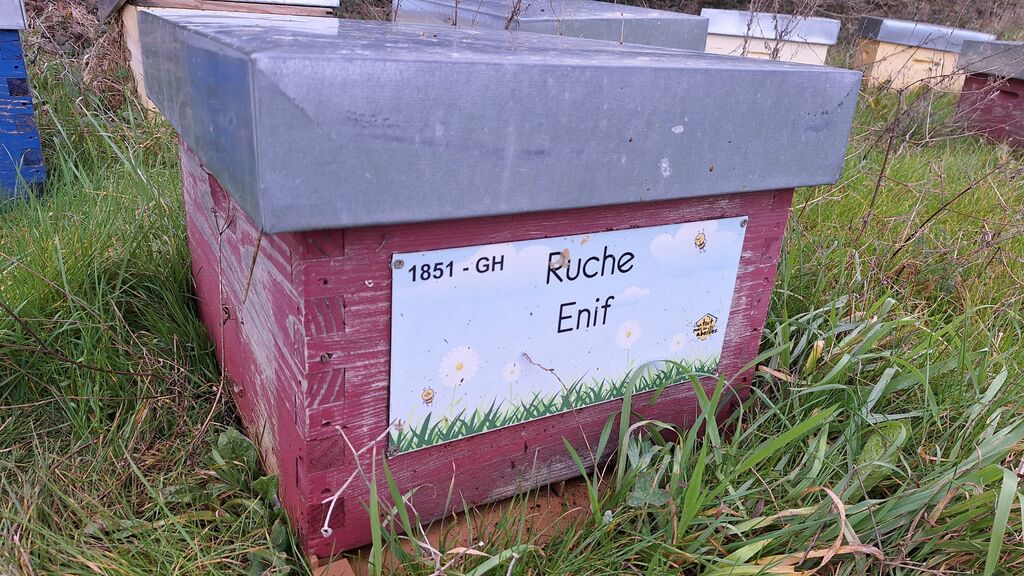 1851 - GH
Ruche
Enif